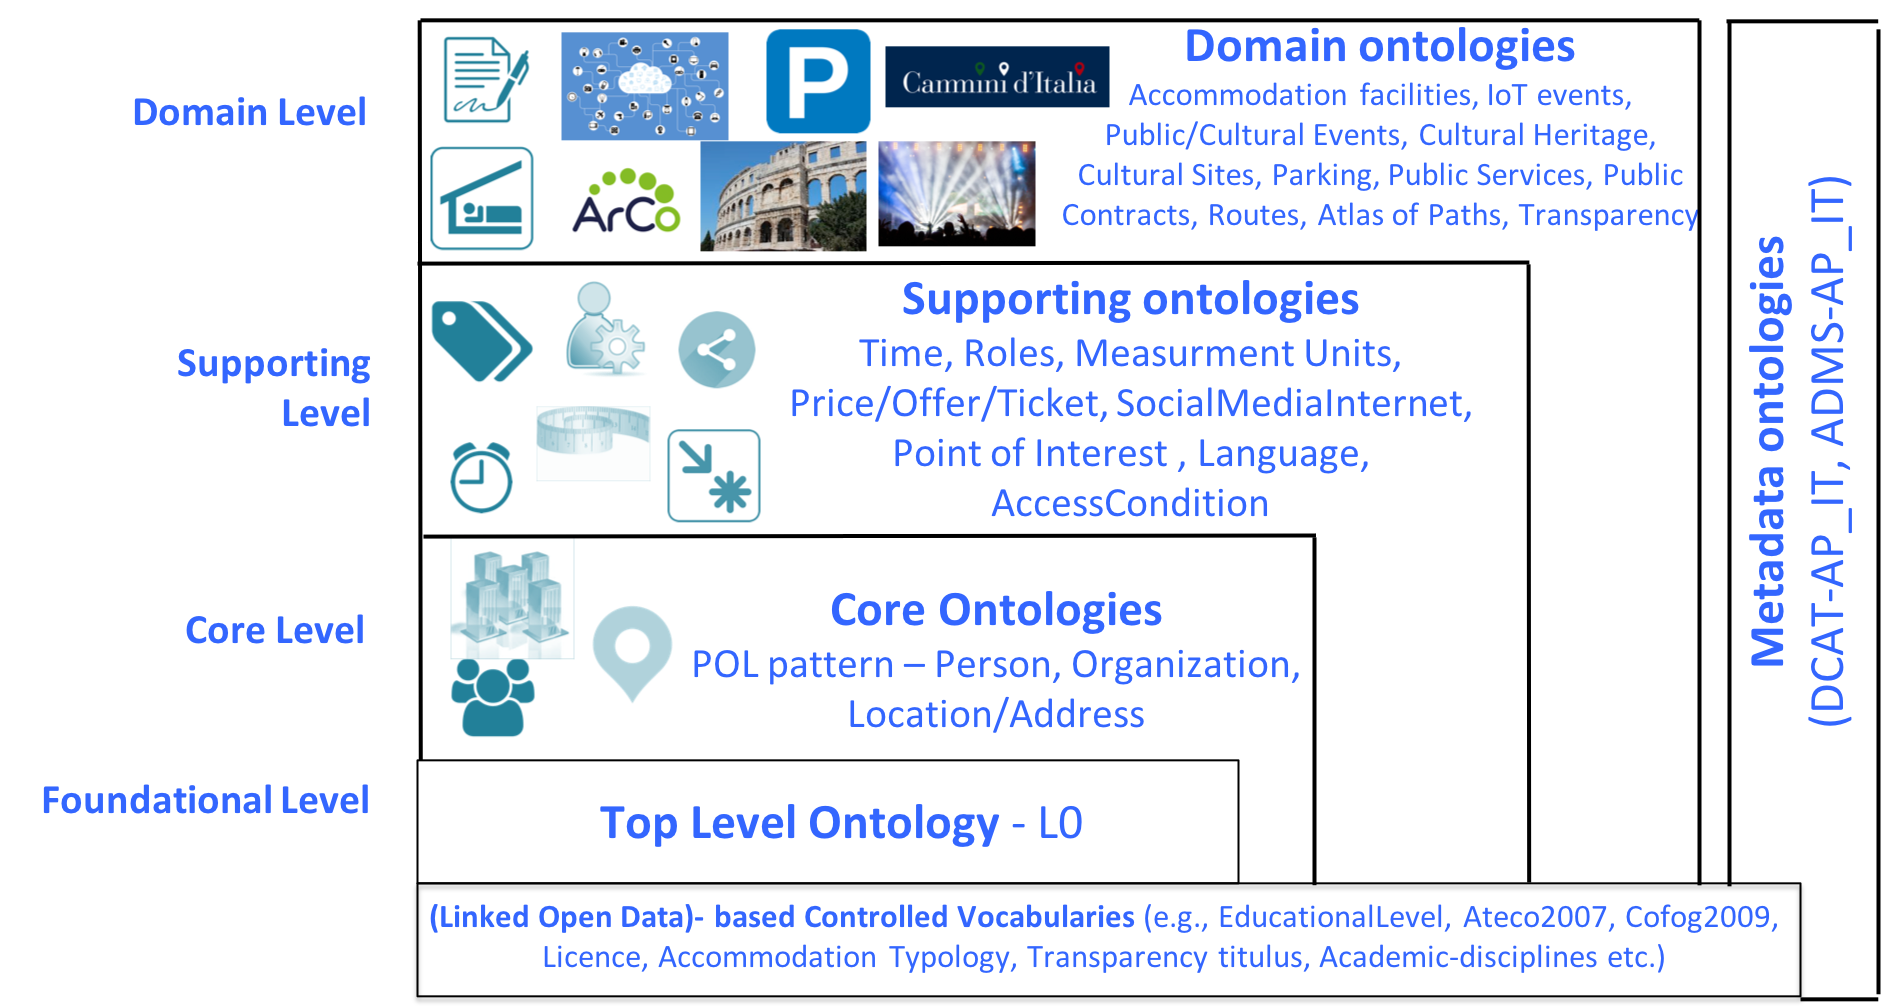 Domain Level
P
Cammini d'Italia
ArCo
Domain ontologies
Accommodation facilities, IoT events,
Public/Cultural Events, Cultural Heritage,
Cultural Sites, Parking, Public Services, Public
Contracts, Routes, Atlas of Paths, Transparency
Supporting
Level
Supporting ontologies
Time, Roles, Measurment Units,
Price/Offer/Ticket, SocialMediaInternet,
Point of Interest , Language,
AccessCondition
Core Level
Core Ontologies
POL pattern – Person, Organization,
Location/Address
Foundational Level
Top Level Ontology - L0
(Linked Open Data)- based Controlled Vocabularies (e.g., EducationalLevel, Ateco2007, Cofog2009,
Licence, Accommodation Typology, Transparency titulus, Academic-disciplines etc.)
Metadata ontologies
(DCAT-AP_IT, ADMS-AP_IT)